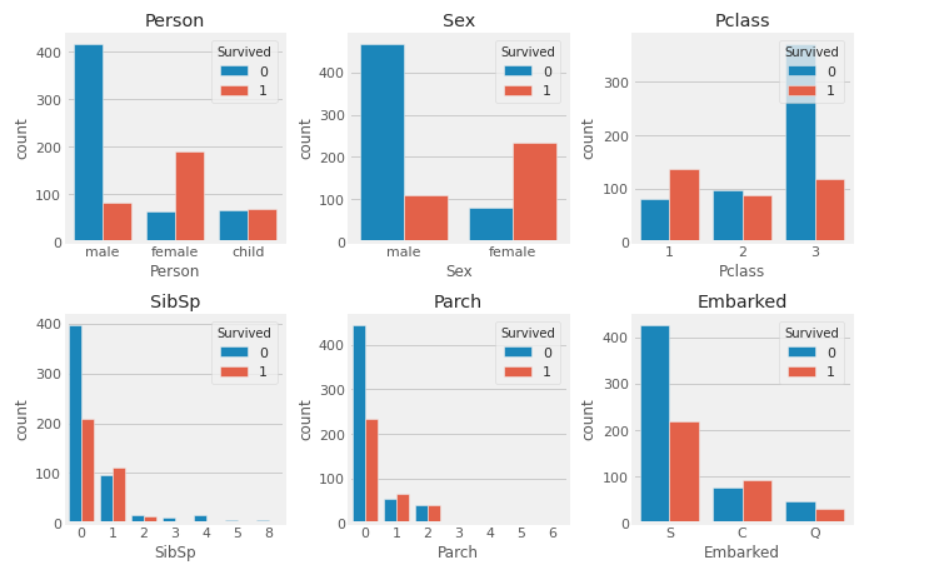 Person
Survived
0
1
400
300
200
100
0
count
male female child
Person
Sex
Survived
0
1
400
300
200
100
0
count
male female
Sex
Pclass
Survived
0
1
300
200
100
0
count
1 2 3
Pclass
SibSp
Survived
0
1
400
300
200
100
0
count
0 1 2 3 4 5 8
SibSp
Parch
Survived
0
1
400
300
200
100
0
count
0 1 2 3 4 5 6
Parch
Embarked
Survived
0
1
400
300
200
100
0
count
S C Q
Embarked